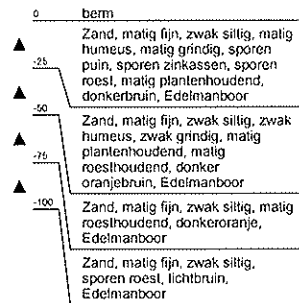 0 berm
Zand, matig fijn, zwak siltig, matig
humeus, matig grindig, sporen
puin, sporen zinkassen, sporen
roest, matig plantenhoudend,
donkerbruin, Edelmanboor
-25
-50
Zand, matig fijn, zwak siltig, zwak
humeus, zwak grindig, matig
plantenhoudend, matig
roesthoudend, donker
oranjebruin, Edelmanboor
-75
Zand, matig fijn, zwak siltig, matig
roesthoudend, donkeroranje,
Edelmanboor
-100
Zand, matig fijn, zwak siltig,
sporen roest, lichtbruin,
Edelmanboor